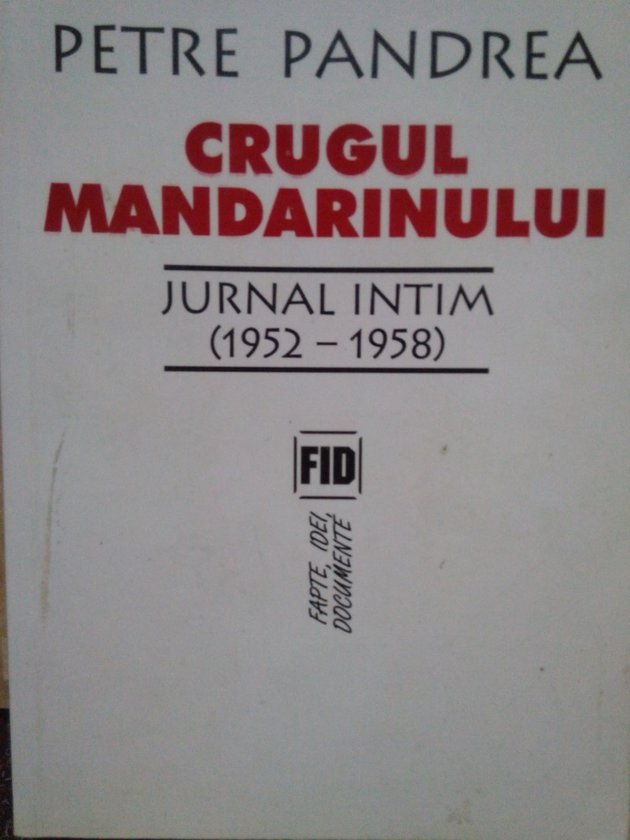 PETRE PANDREA
CRUGUL
MANDARINULUI
JURNAL INTIM
(1952 – 1958)
FID
FAPTE, IDEI,
DOCUMENTE